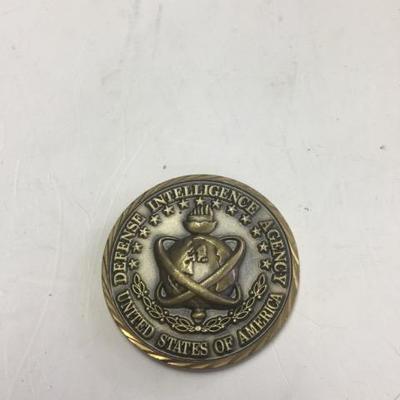 DEFENSE INTELLIGENCE AGENCY
UNITED STATES OF AMERICA